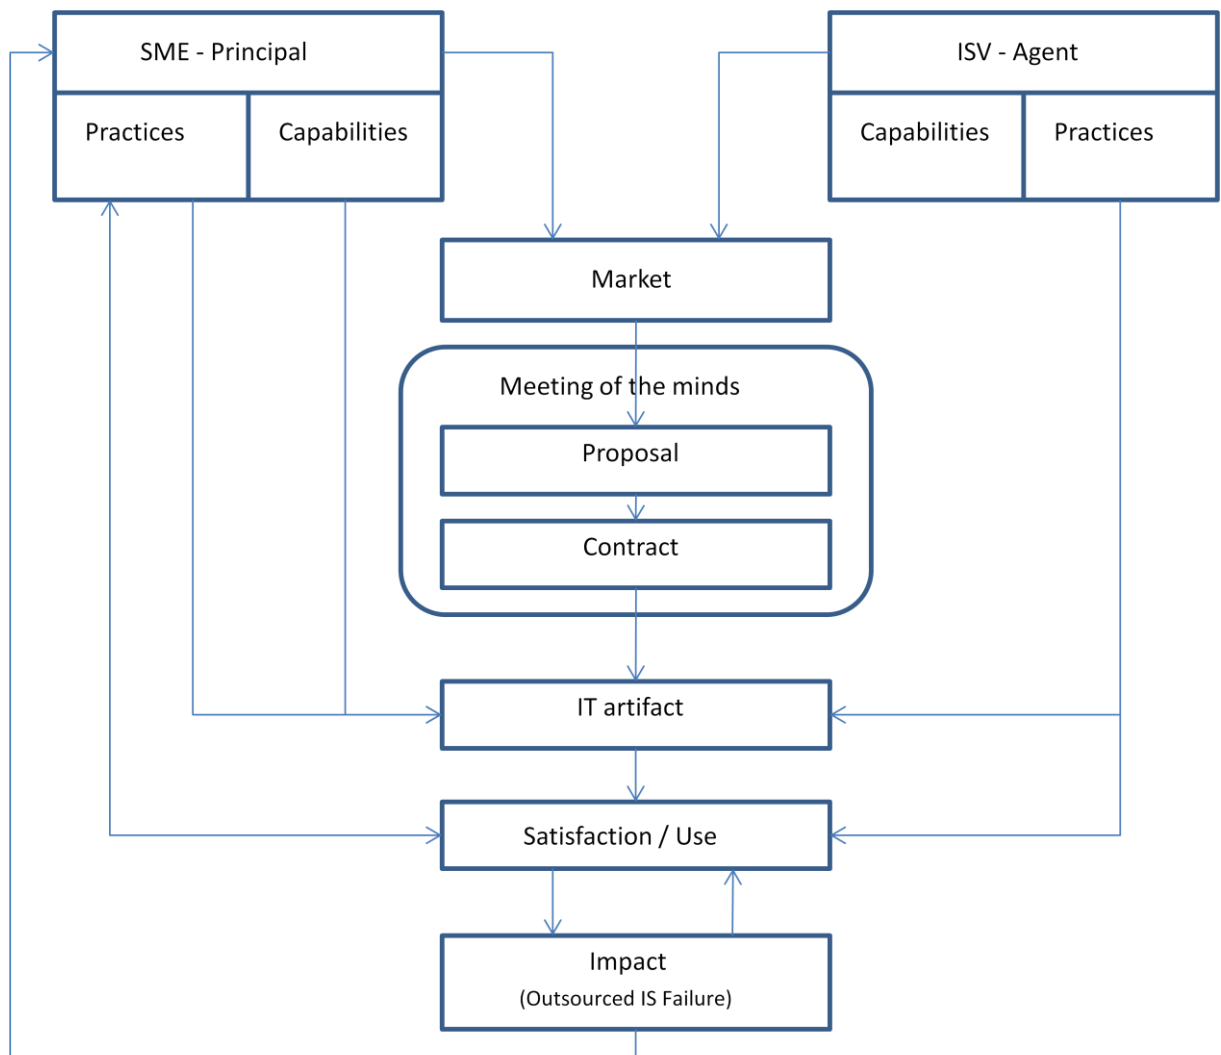 SME - Principal
ISV - Agent
Practices
Capabilities
Capabilities
Practices
Market
Meeting of the minds
Proposal
Contract
IT artifact
Satisfaction / Use
Impact
(Outsourced IS Failure)